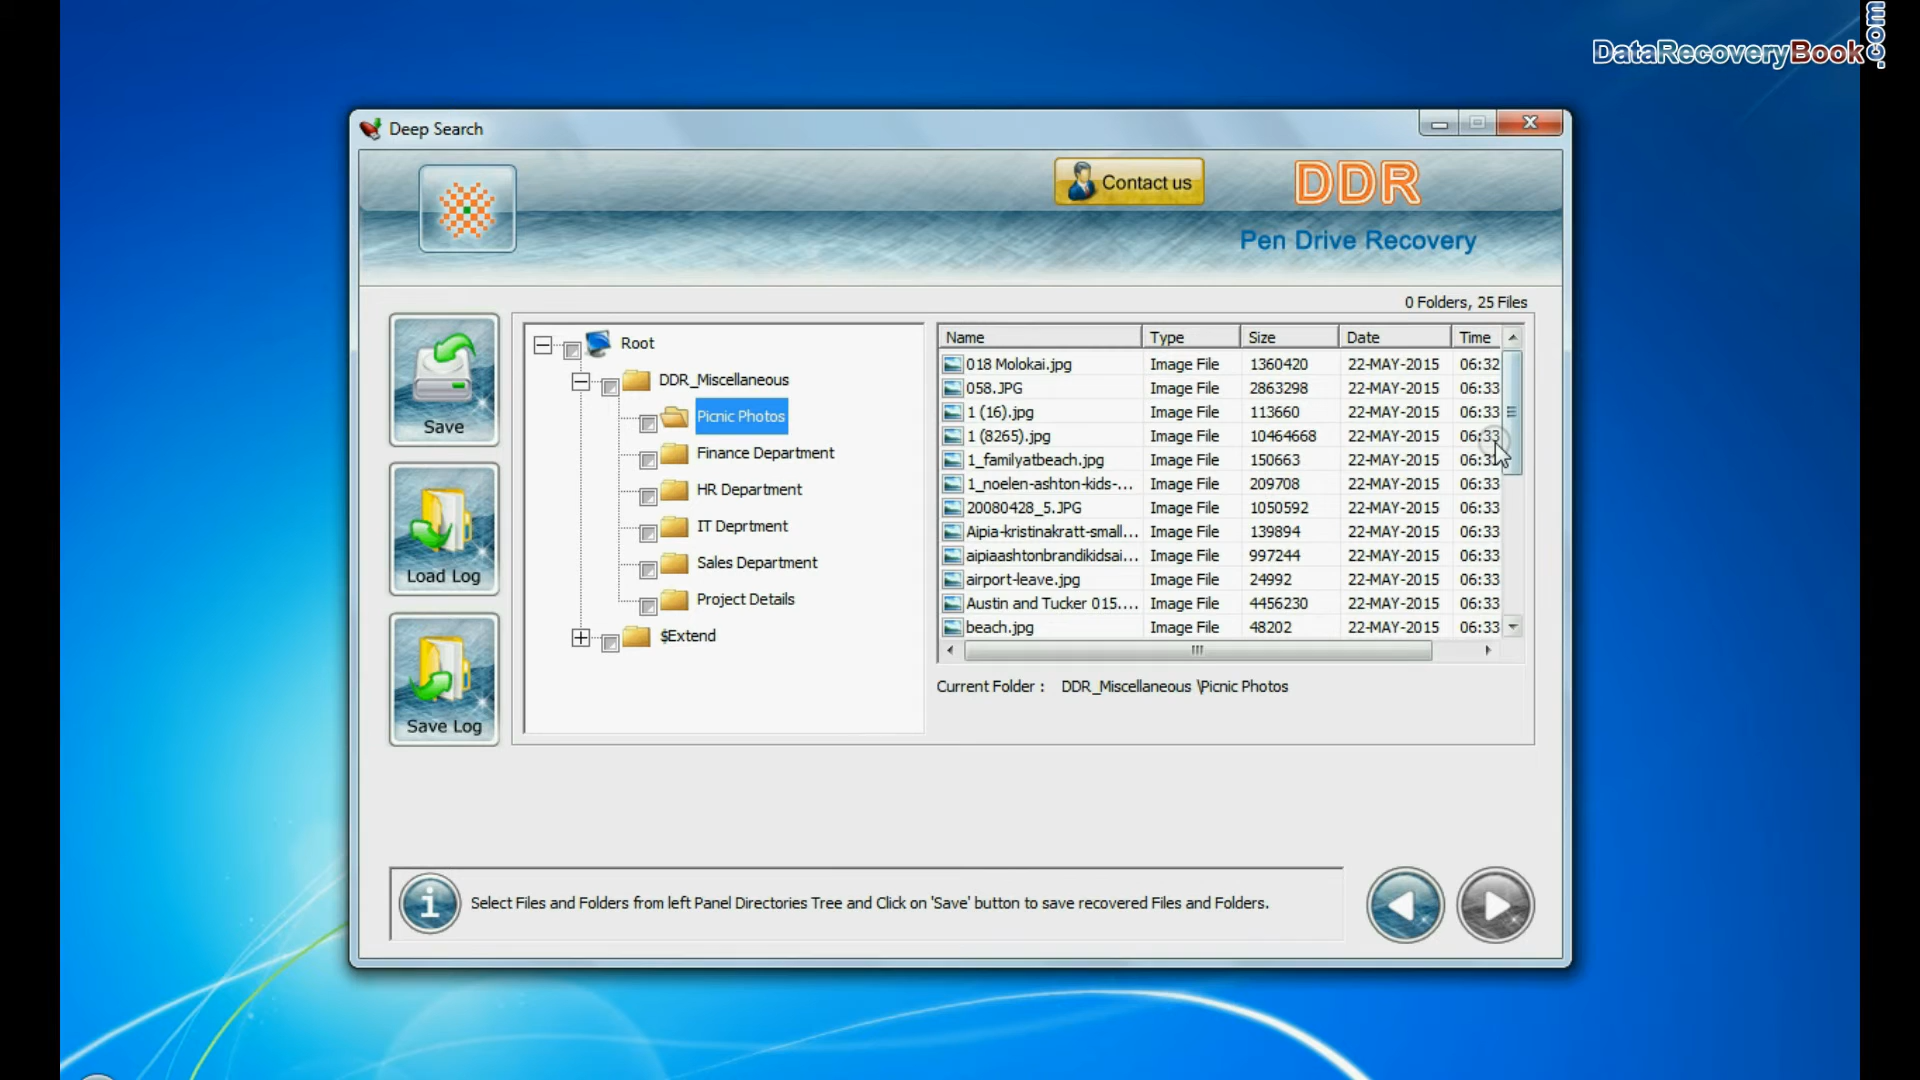 DataRecoveryBook.com
Deep Search
Contact us
DDR
Pen Drive Recovery
0 Folders, 25 Files
Save
Load Log
Save Log
Root
DDR_Miscellaneous
Picnic Photos
Finance Department
HR Department
IT Deprtment
Sales Department
Project Details
$Extend
Name Type Size Date Time
018 Molokai.jpg Image File 1360420 22-MAY-2015 06:32
058.JPG Image File 2863298 22-MAY-2015 06:33
1 (16).jpg Image File 113660 22-MAY-2015 06:33
1 (8265).jpg Image File 10464668 22-MAY-2015 06:33
1_familyatbeach.jpg Image File 150663 22-MAY-2015
1_noelen-ashton-kids-... Image File 209708 22-MAY-2015 06:33
20080428_5.JPG Image File 1050592 22-MAY-2015 06:33
Aipia-kristinakratt-small... Image File 139894 22-MAY-2015 06:33
aipiaashtonbrandikidsai... Image File 997244 22-MAY-2015 06:33
airport-leave.jpg Image File 24992 22-MAY-2015 06:33
Austin and Tucker 015.... Image File 4456230 22-MAY-2015 06:33
beach.jpg Image File 48202 22-MAY-2015 06:33
Current Folder : DDR_Miscellaneous \Picnic Photos
Select Files and Folders from left Panel Directories Tree and Click on 'Save' button to save recovered Files and Folders.